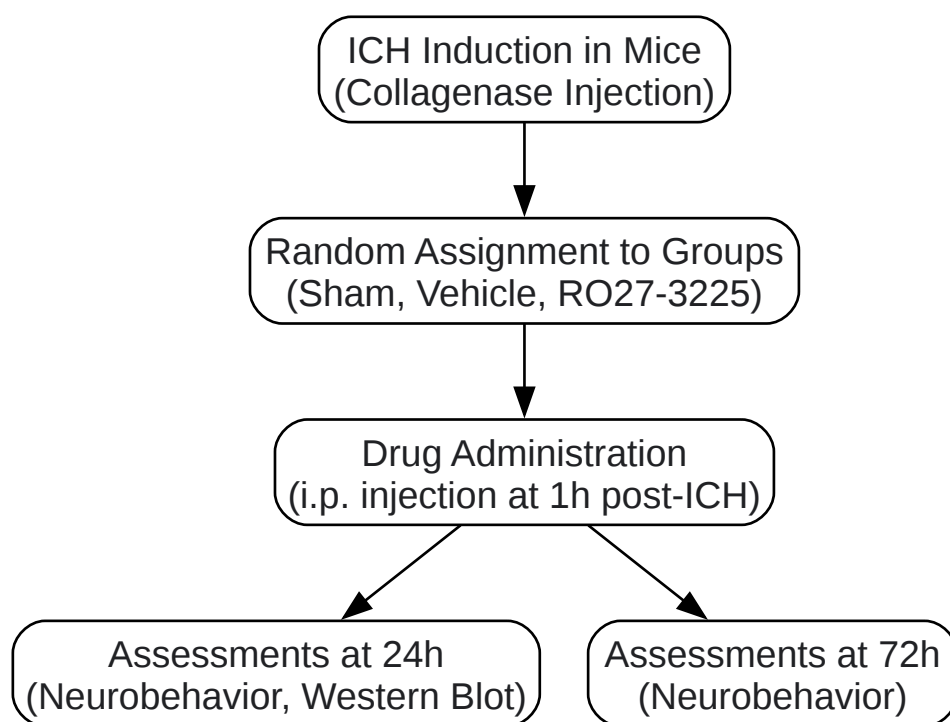 ICH Induction in Mice
(Collagenase Injection)
Random Assignment to Groups
(Sham, Vehicle, RO27-3225)
Drug Administration
(i.p. injection at 1h post-ICH)
Assessments at 24h
(Neurobehavior, Western Blot)
Assessments at 72h
(Neurobehavior)